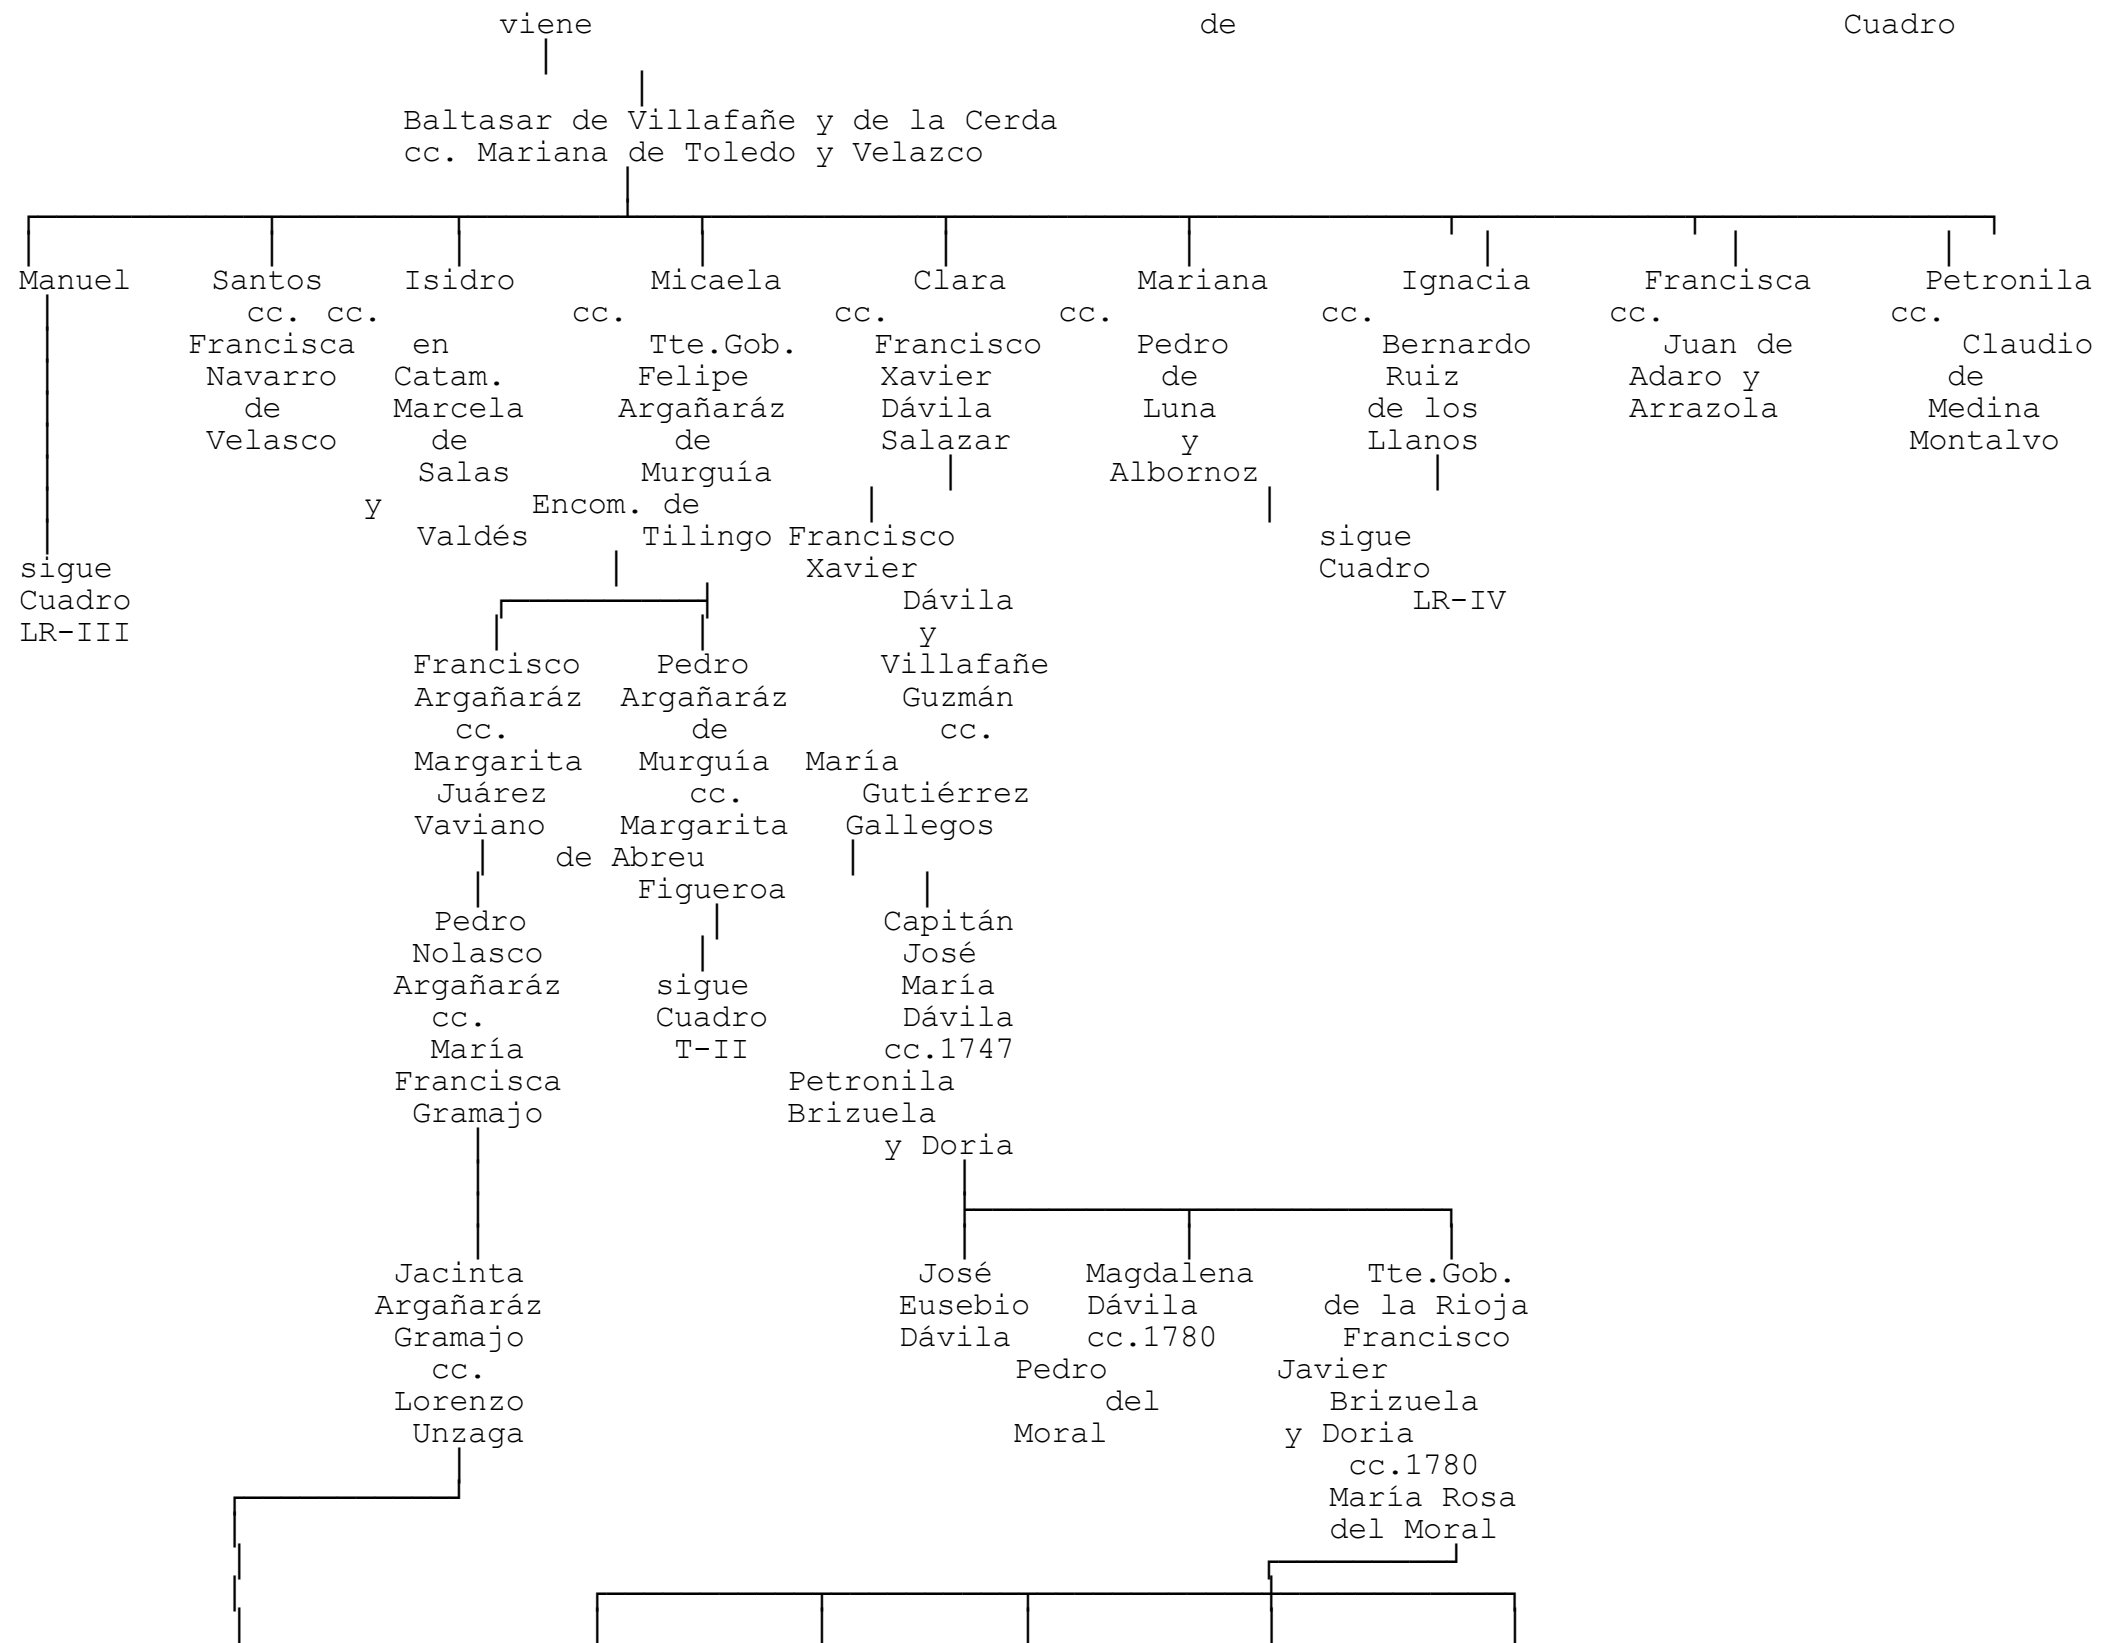 viene de Cuadro
Baltasar de Villafañe y de la Cerda
cc. Mariana de Toledo y Velazco
Manuel Santos Isidro Micaela Clara Mariana Ignacia Francisca Petronila
cc. cc. cc. cc. cc. cc. cc. cc.
Francisca en Tte.Gob. Francisco Pedro Bernardo Juan de Claudio
Navarro Catam. Felipe Xavier de Ruiz Adaro y de
de Marcela Argañaráz Dávila Luna de los Arrazola Medina
Velasco de de Salazar y Llanos Montalvo
Salas Murguía Albornoz
y Encom. de
Valdés Tilingo Francisco sigue
sigue Xavier Cuadro
Cuadro Dávila LR-IV
LR-III y
Francisco Pedro Villafañe
Argañaráz Argañaráz Guzmán
cc. de cc.
Margarita Murguía María
Juárez cc. Gutiérrez
Vaviano Margarita Gallegos
de Abreu
Figueroa
Pedro Capitán
Nolasco José
Argañaráz sigue María
cc. Cuadro Dávila
María T-II cc.1747
Francisca Petronila
Gramajo Brizuela
y Doria
Jacinta José Magdalena Tte.Gob.
Argañaráz Eusebio Dávila de la Rioja
Gramajo Dávila cc.1780 Francisco
cc. Pedro Javier
Lorenzo del Brizuela
Unzaga Moral y Doria
cc.1780
María Rosa
del Moral